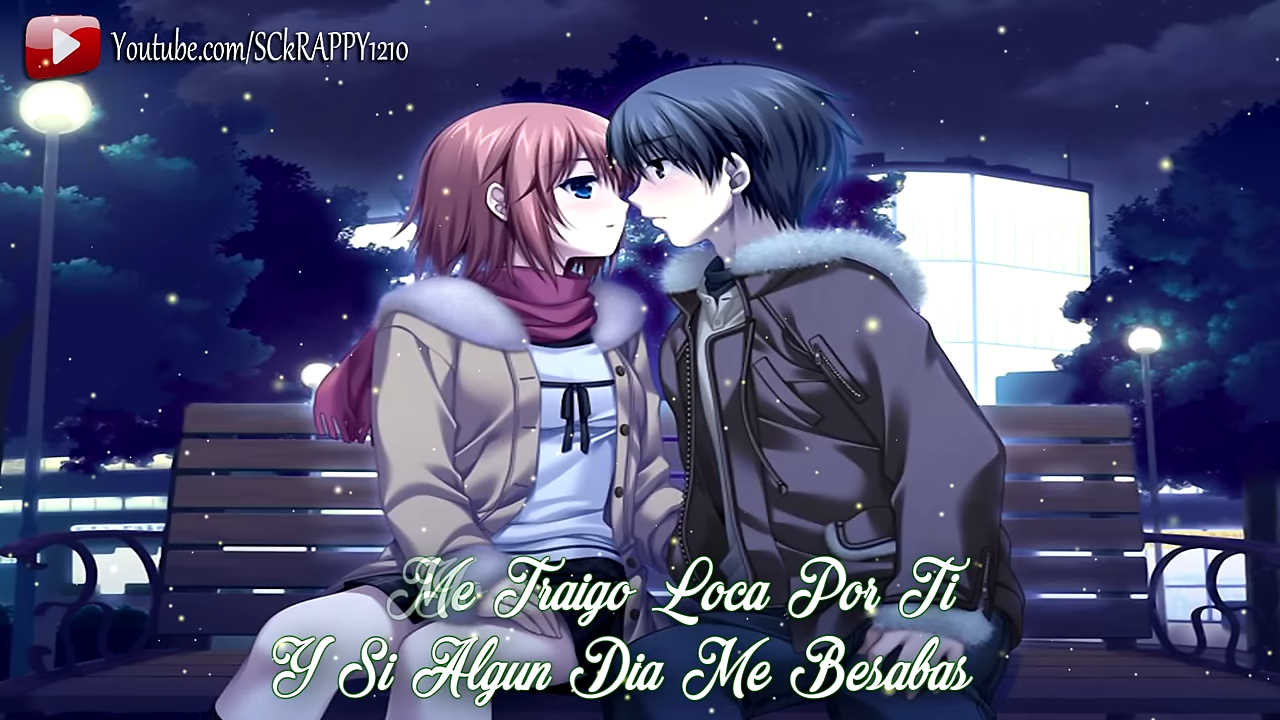 Youtube.com/SCkRAPPY1210
Me Traigo Loca Por Ti
Y Si Algun Dia Me Besabas